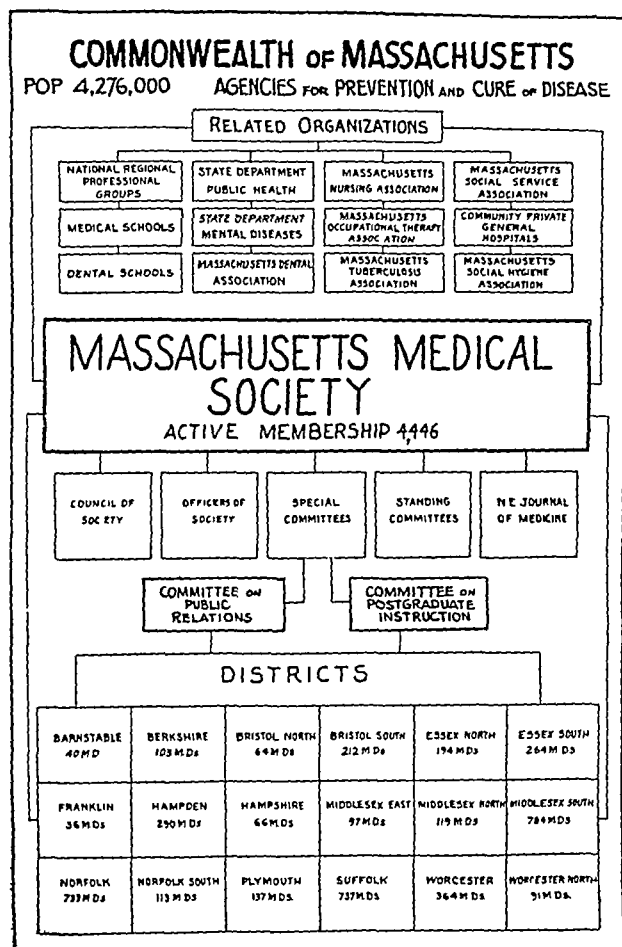 COMMONWEALTH OF MASSACHUSETTS
POP 4,276,000 AGENCIES FOR PREVENTION AND CURE OF DISEASE
RELATED ORGANIZATIONS
NATIONAL REGIONAL
PROFESSIONAL
GROUPS
STATE DEPARTMENT
PUBLIC HEALTH
MASSACHUSETTS
NURSING ASSOCIATION
MASSACHUSETTS
SOCIAL SERVICE
ASSOCIATION
MEDICAL SCHOOLS
STATE DEPARTMENT
MENTAL DISEASES
MASSACHUSETTS
OCCUPATIONAL THERAPY
ASSOCIATION
COMMUNITY PRIVATE
GENERAL
HOSPITALS
DENTAL SCHOOLS
MASSACHUSETTS DENTAL
ASSOCIATION
MASSACHUSETTS
TUBERCULOSIS
ASSOCIATION
MASSACHUSETTS
SOCIAL HYGIENE
ASSOCIATION
MASSACHUSETTS MEDICAL
SOCIETY
ACTIVE MEMBERSHIP 4,446
COUNCIL OF
SOCIETY
OFFICERS OF
SOCIETY
SPECIAL
COMMITTEES
STANDING
COMMITTEES
N E JOURNAL
OF MEDICINE
COMMITTEE ON
PUBLIC
RELATIONS
COMMITTEE ON
POSTGRADUATE
INSTRUCTION
DISTRICTS
BARNSTABLE
40 MD
BERKSHIRE
103 MDs
BRISTOL NORTH
64 MDs
BRISTOL SOUTH
212 MDs
ESSEX NORTH
194 MDs
ESSEX SOUTH
264 MDs
FRANKLIN
36 MDs
HAMPDEN
290 MDs
HAMPSHIRE
66 MDs
MIDDLESEX EAST
97 MDs
MIDDLESEX NORTH
119 MDs
MIDDLESEX SOUTH
784 MDs
NORFOLK
733 MDs
NORFOLK SOUTH
113 MDs
PLYMOUTH
137 MDs.
SUFFOLK
737 MDs
WORCESTER
364 MDs
WORCESTER NORTH
91 MDs.